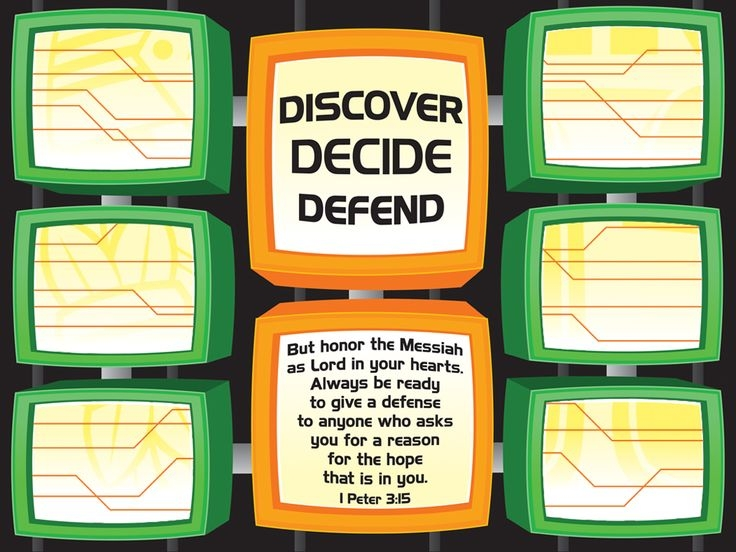 DISCOVER
DECIDE
DEFEND
But honor the Messiah
as Lord in your hearts.
Always be ready
to give a defense
to anyone who asks
you for a reason
for the hope
that is in you.
1 Peter 3:15